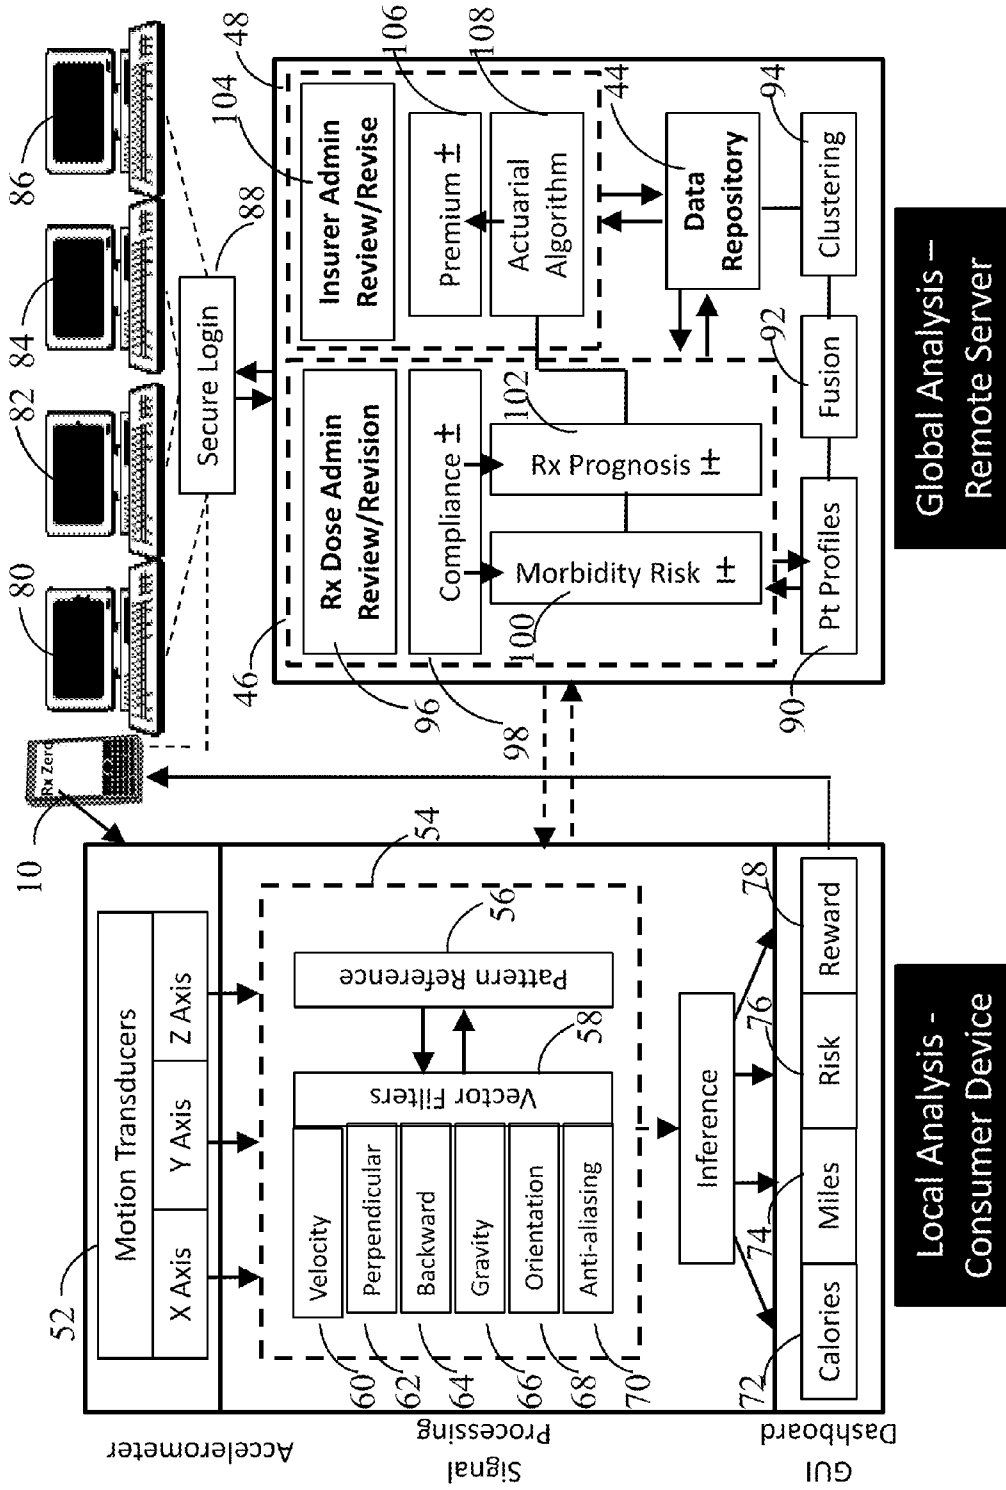 80
82
84
86
10
Rx Zero
Secure Login
88
52
Motion Transducers
X Axis
Y Axis
Z Axis
Accelerometer
54
Velocity
Perpendicular
Backward
Gravity
Orientation
Anti-aliasing
60
62
64
66
68
70
Vector Filters
58
Pattern Reference
56
Signal
Processing
Inference
Calories
Miles
Risk
Reward
72
74
76
78
GUI
Dashboard
Local Analysis -
Consumer Device
46
Rx Dose Admin
Review/Revision
96
Compliance ±
98
Morbidity Risk ±
100
Rx Prognosis ±
102
48
104
Insurer Admin
Review/Revise
Premium ±
106
Actuarial
Algorithm
108
Data
Repository
44
Pt Profiles
90
Fusion
92
Clustering
94
Global Analysis –
Remote Server